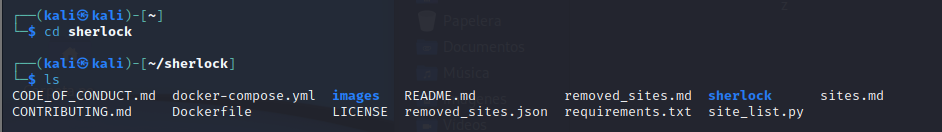 ┌──(kali㉿kali)-[~]
└─$ cd sherlock
┌──(kali㉿kali)-[~/sherlock]
└─$ ls
CODE_OF_CONDUCT.md docker-compose.yml images README.md removed_sites.md sherlock sites.md
CONTRIBUTING.md Dockerfile LICENSE removed_sites.json requirements.txt site_list.py
Papelera
Documentos
Música